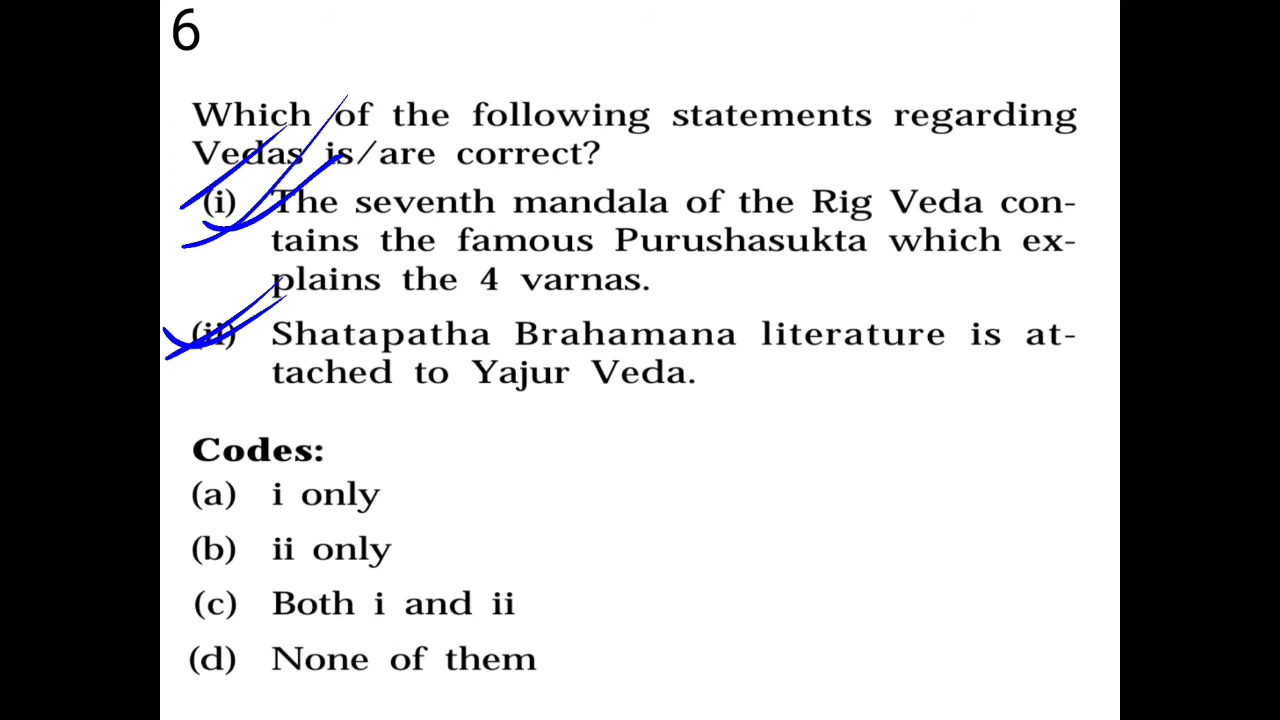 6
Which of the following statements regarding
Vedas is/are correct?
(i) The seventh mandala of the Rig Veda con-
tains the famous Purushasukta which ex-
plains the 4 varnas.
(ii) Shatapatha Brahamana literature is at-
tached to Yajur Veda.
Codes:
(a) i only
(b) ii only
(c) Both i and ii
(d) None of them